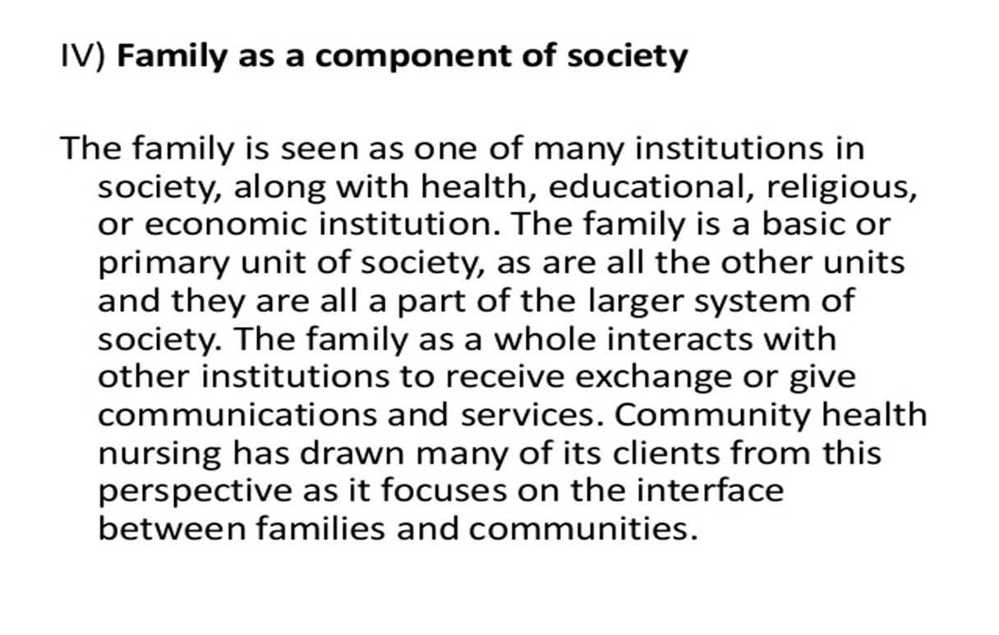 IV) Family as a component of society
The family is seen as one of many institutions in
society, along with health, educational, religious,
or economic institution. The family is a basic or
primary unit of society, as are all the other units
and they are all a part of the larger system of
society. The family as a whole interacts with
other institutions to receive exchange or give
communications and services. Community health
nursing has drawn many of its clients from this
perspective as it focuses on the interface
between families and communities.